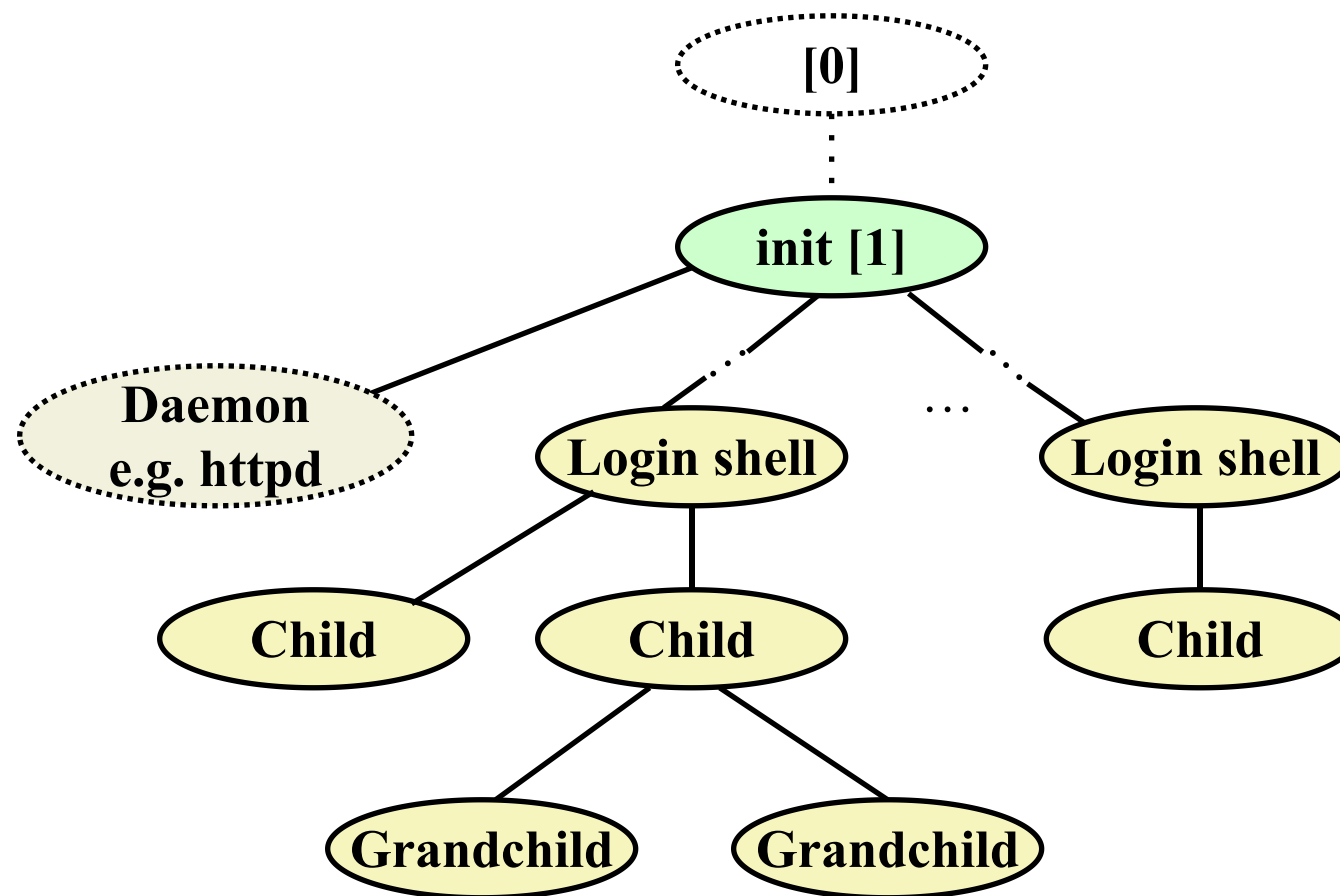 [0]
init [1]
Daemon
e.g. httpd
Login shell
...
Login shell
Child
Child
Child
Grandchild
Grandchild